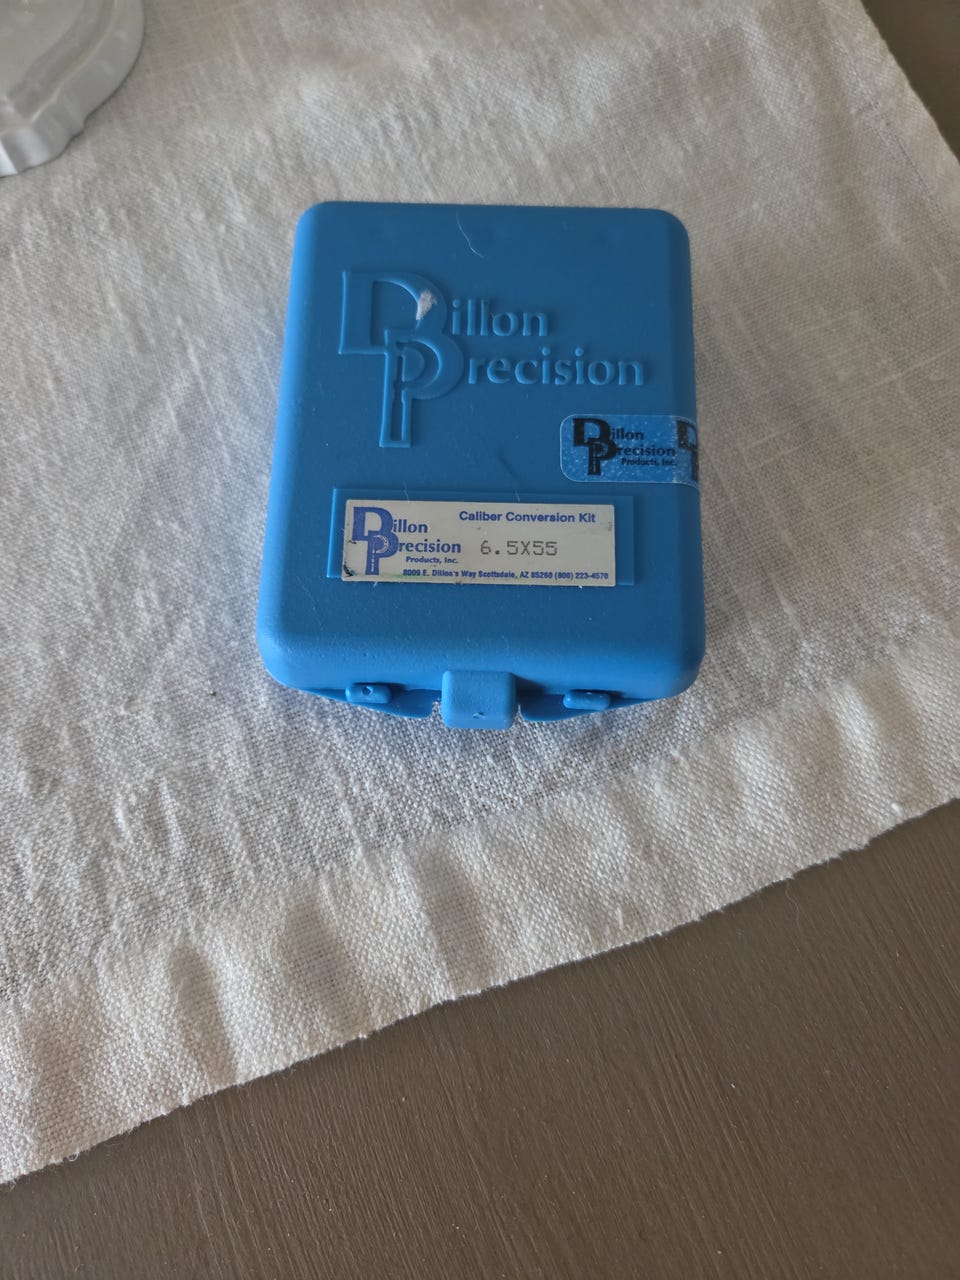 Dillon
Precision
Dillon
Precision
Products, Inc.
Caliber Conversion Kit
Dillon
Precision
Products, Inc.
6.5X55
8009 E. Dillon's Way Scottsdale, AZ 85260 (800) 223-4570